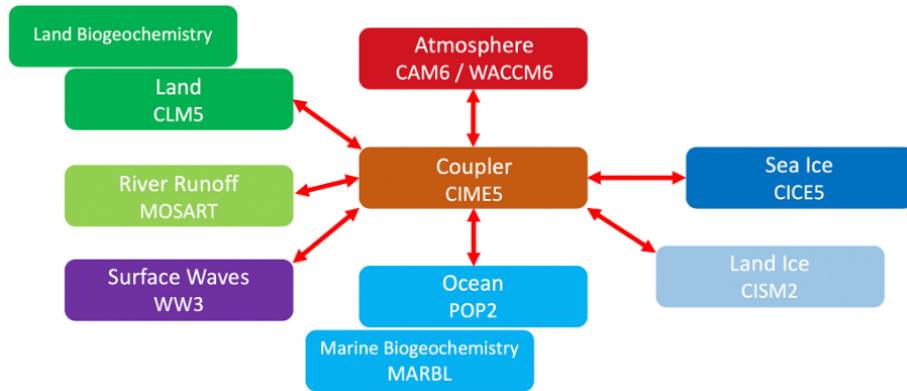 Land Biogeochemistry
Atmosphere
CAM6 / WACCM6
Land
CLM5
Coupler
CIME5
River Runoff
MOSART
Sea Ice
CICE5
Surface Waves
WW3
Ocean
POP2
Land Ice
CISM2
Marine Biogeochemistry
MARBL